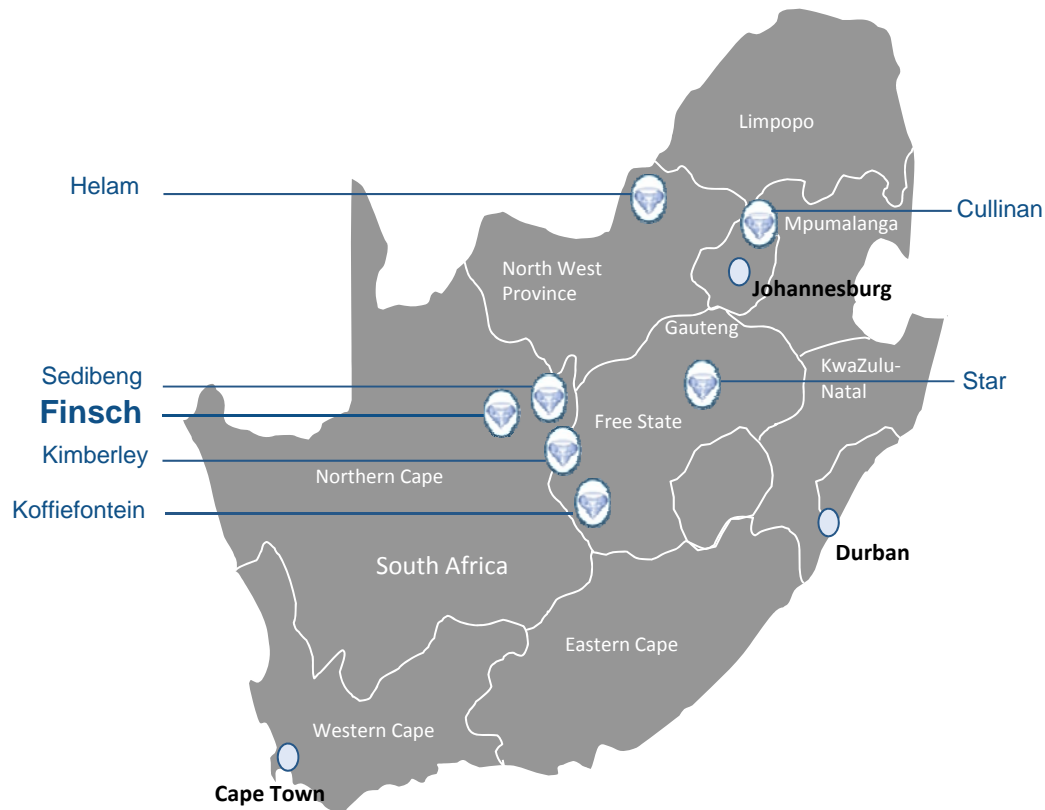 Limpopo
Helam
Cullinan
Mpumalanga
North West
Province
Johannesburg
Gauteng
Sedibeng
KwaZulu-
Natal
Star
Finsch
Free State
Kimberley
Northern Cape
Koffiefontein
Durban
South Africa
Eastern Cape
Western Cape
Cape Town